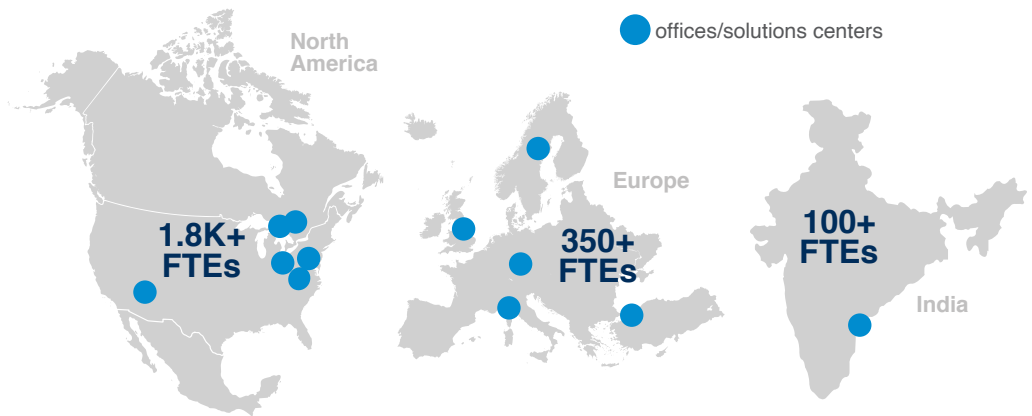 North
America
offices/solutions centers
1.8K+
FTEs
Europe
350+
FTEs
100+
FTEs
India